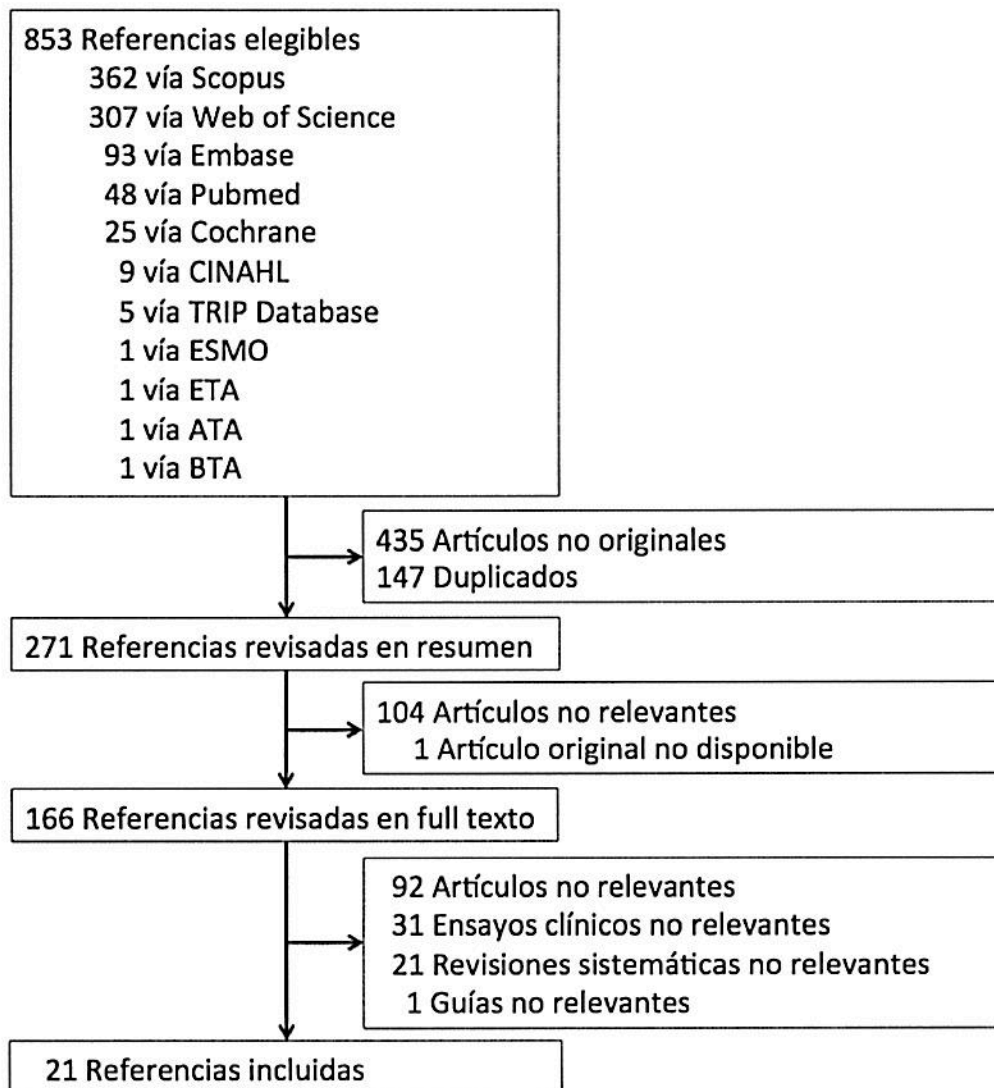 853 Referencias elegibles
362 vía Scopus
307 vía Web of Science
93 vía Embase
48 vía Pubmed
25 vía Cochrane
9 vía CINAHL
5 vía TRIP Database
1 vía ESMO
1 vía ETA
1 vía ATA
1 vía BTA
435 Artículos no originales
147 Duplicados
271 Referencias revisadas en resumen
104 Artículos no relevantes
1 Artículo original no disponible
166 Referencias revisadas en full texto
92 Artículos no relevantes
31 Ensayos clínicos no relevantes
21 Revisiones sistemáticas no relevantes
1 Guías no relevantes
21 Referencias incluidas